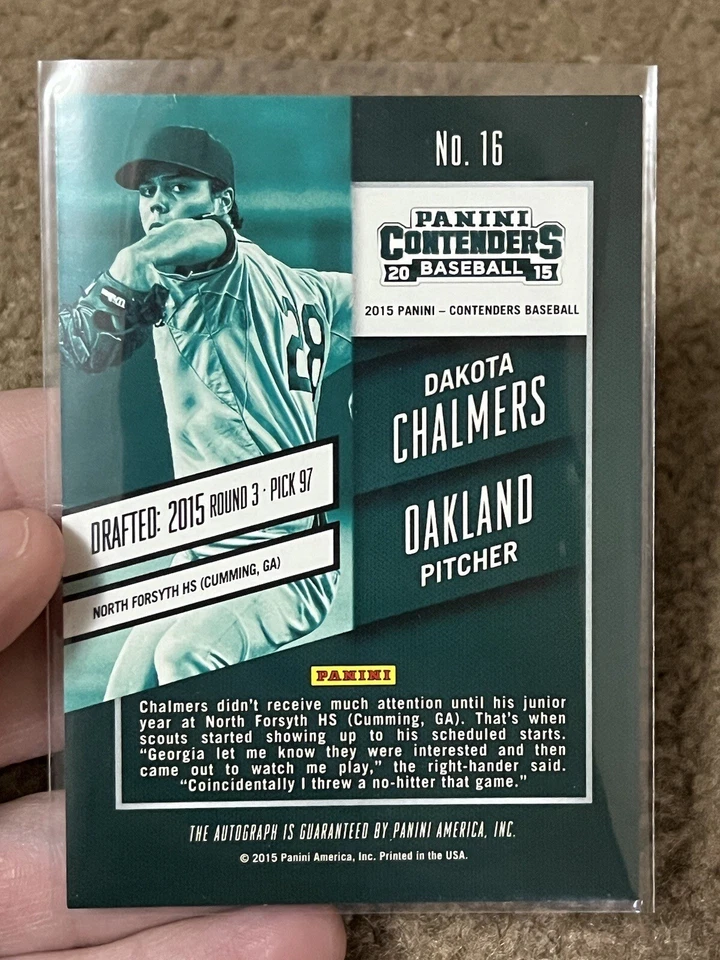 No. 16
PANINI
CONTENDERS
20 BASEBALL 15
2015 PANINI – CONTENDERS BASEBALL
DAKOTA
CHALMERS
OAKLAND
PITCHER
28
DRAFTED: 2015 ROUND 3 · PICK 97
NORTH FORSYTH HS (CUMMING, GA)
PANINI
Chalmers didn't receive much attention until his junior
year at North Forsyth HS (Cumming, GA). That's when
scouts started showing up to his scheduled starts.
“Georgia let me know they were interested and then
came out to watch me play,” the right-hander said.
“Coincidentally I threw a no-hitter that game.”
THE AUTOGRAPH IS GUARANTEED BY PANINI AMERICA, INC.
© 2015 Panini America, Inc. Printed in the USA.